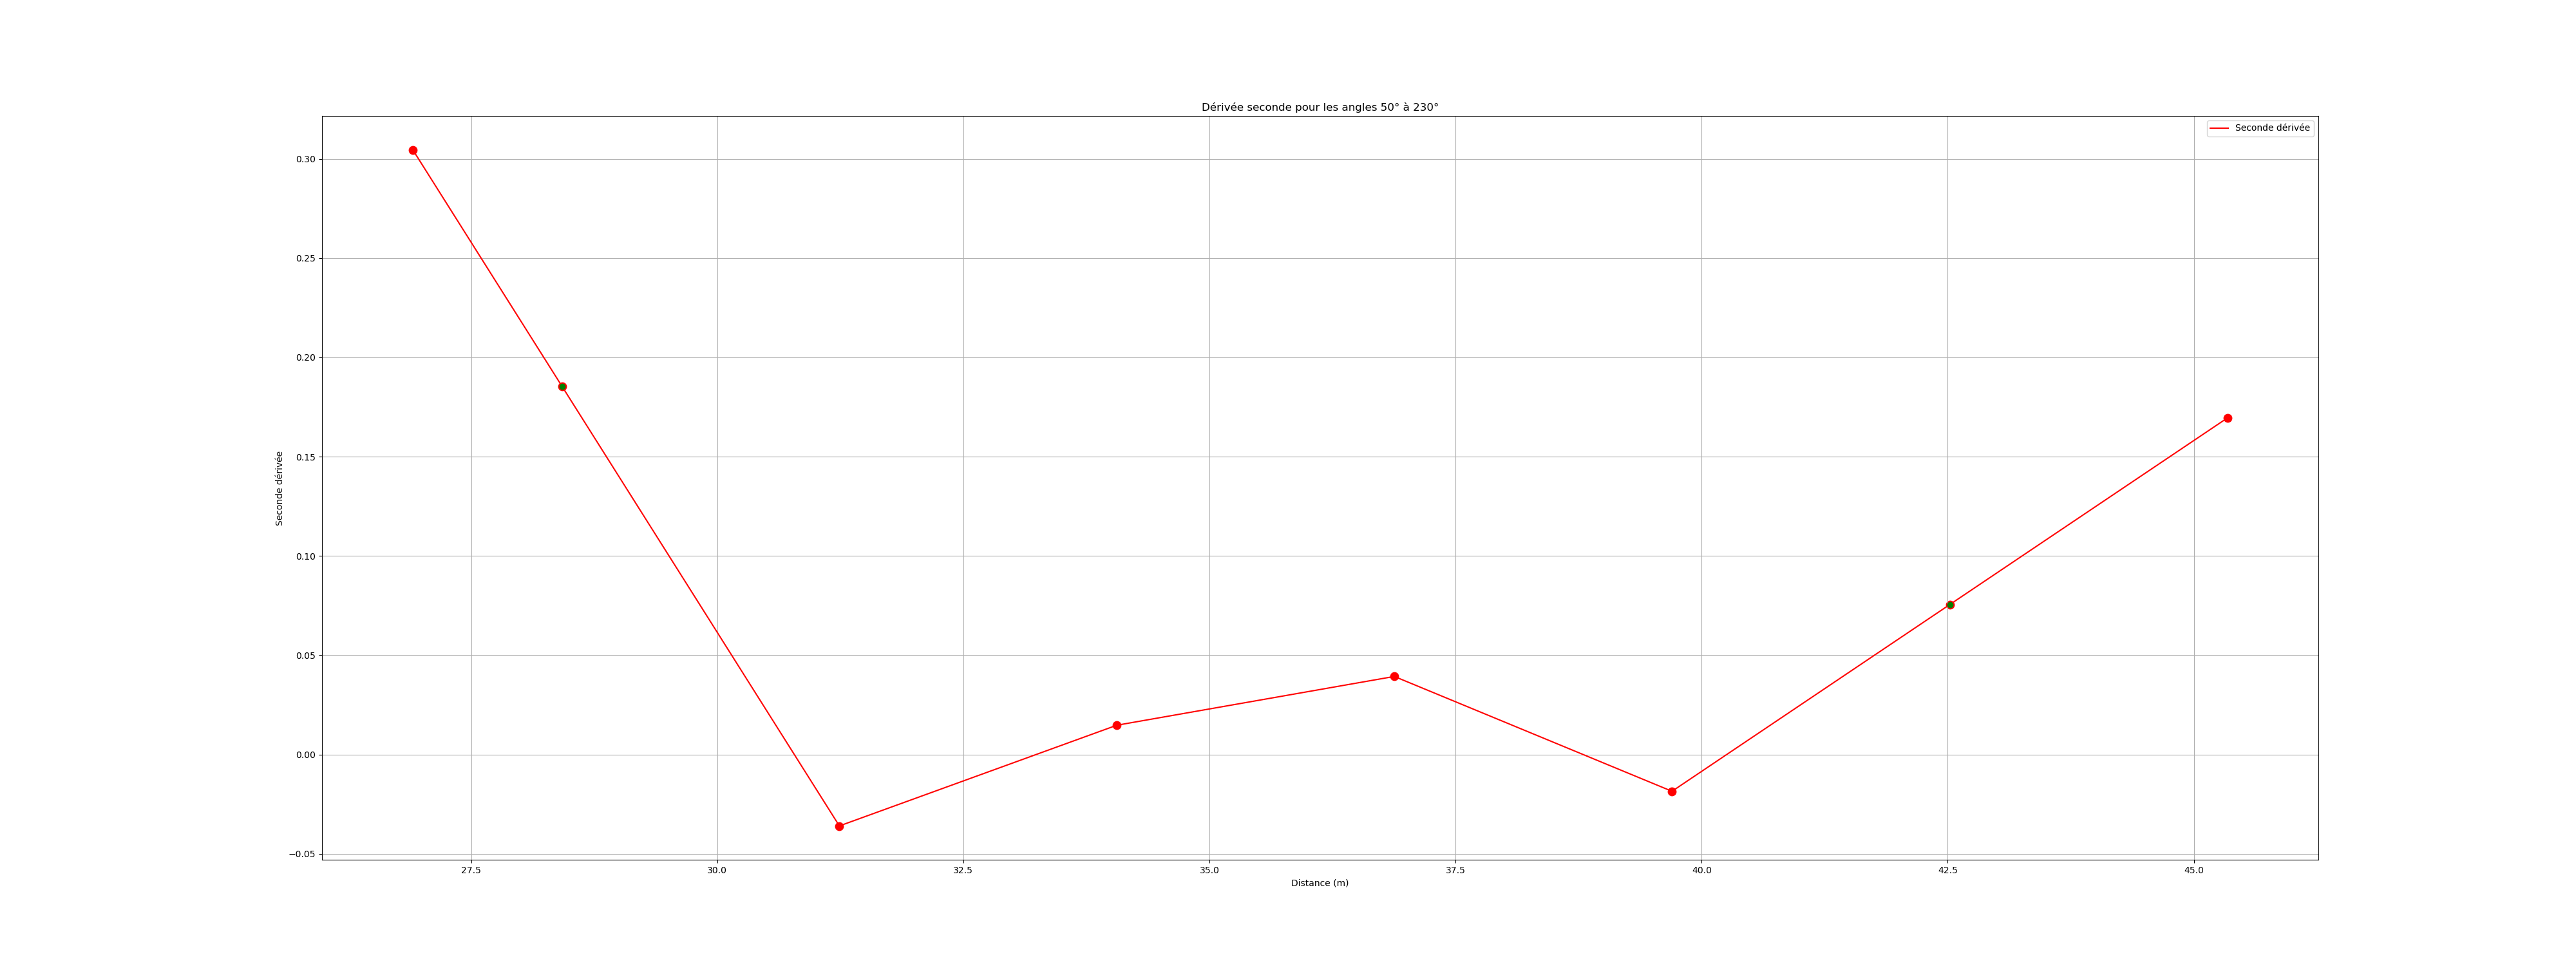 Dérivée seconde pour les angles 50° à 230°
Seconde dérivée
0.30
0.25
0.20
0.15
0.10
0.05
0.00
−0.05
Seconde dérivée
27.5 30.0 32.5 35.0 37.5 40.0 42.5 45.0
Distance (m)